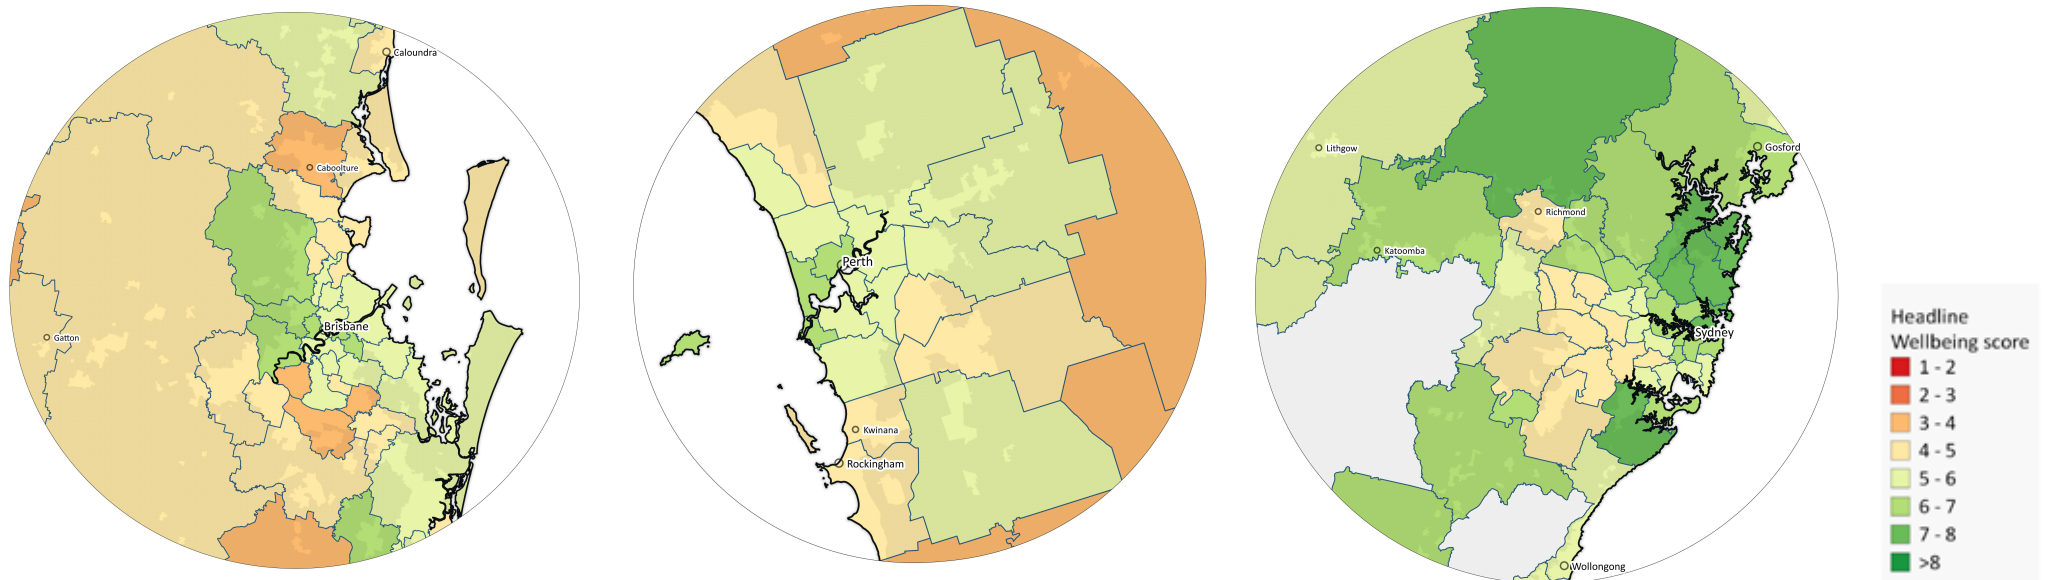 Caloundra
Caboolture
Brisbane
Gatton
Perth
Kwinana
Rockingham
Lithgow
Gosford
Richmond
Katoomba
Sydney
Wollongong
Headline
Wellbeing score
1 - 2
2 - 3
3 - 4
4 - 5
5 - 6
6 - 7
7 - 8
>8